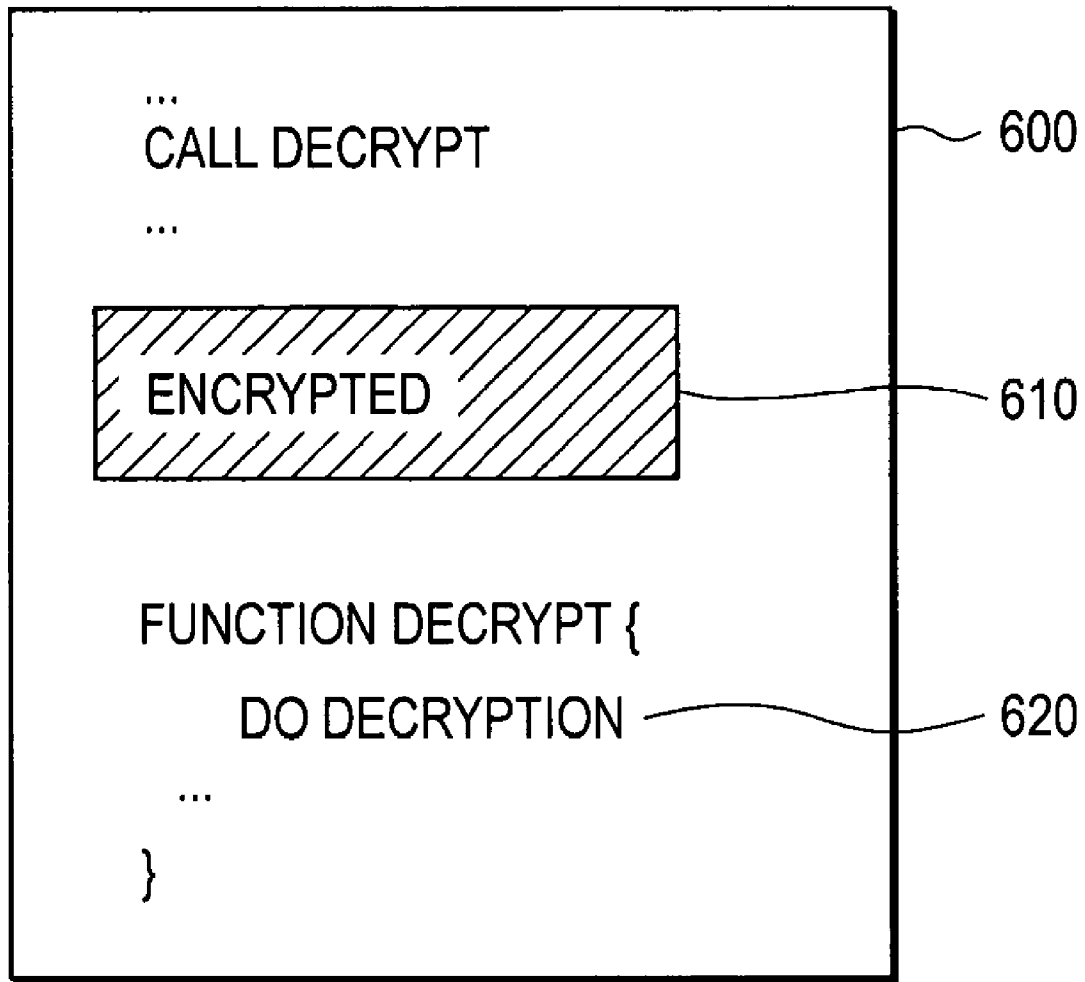 ...
CALL DECRYPT
600
...
ENCRYPTED
610
FUNCTION DECRYPT {
DO DECRYPTION
620
...
}